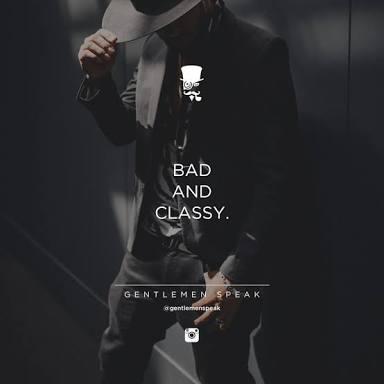 BAD
AND
CLASSY.
GENTLEMEN SPEAK
@gentlemenspeak